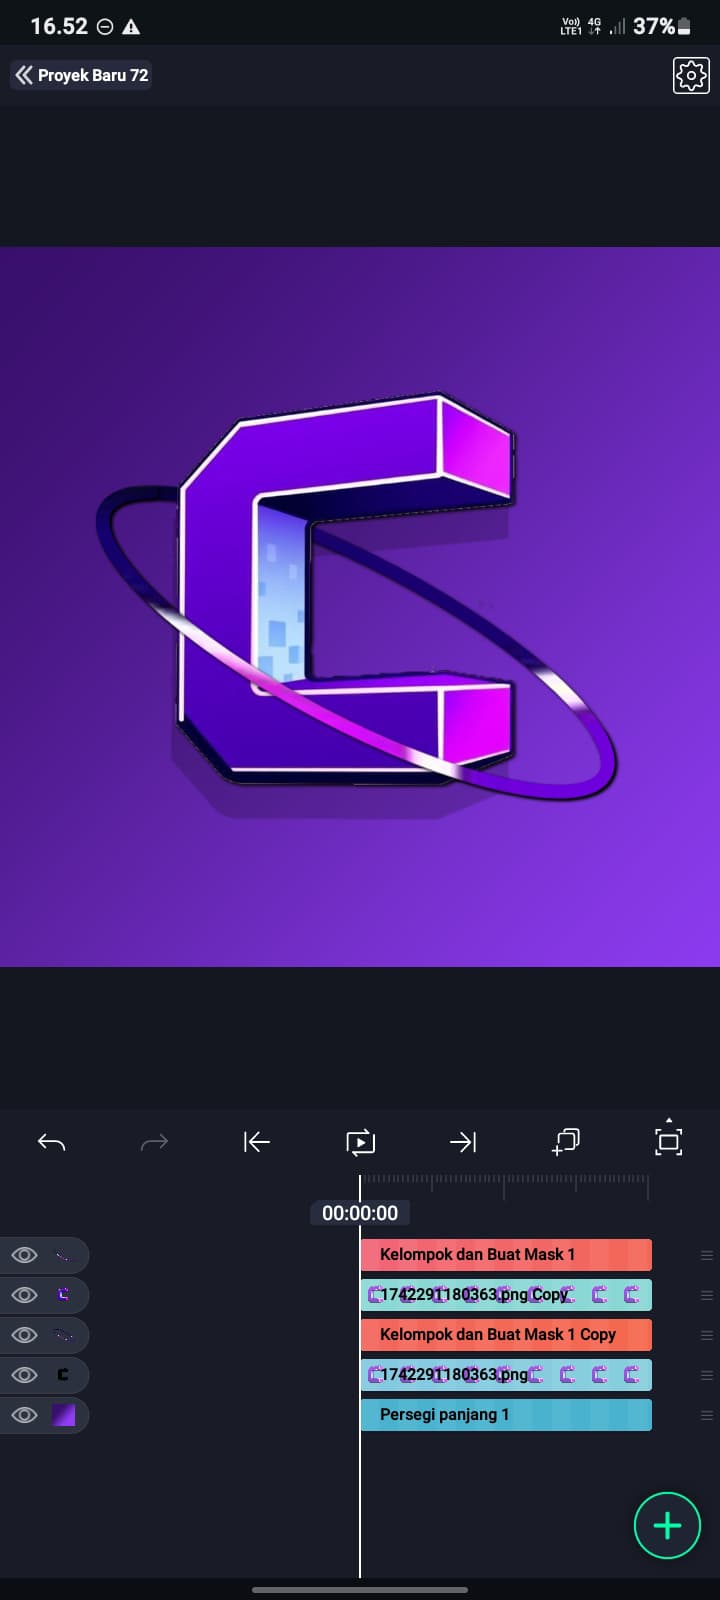 16.52
Vo)) 4G
LTE1
37%
Proyek Baru 72
00:00:00
Kelompok dan Buat Mask 1
1742291180363.png Copy
Kelompok dan Buat Mask 1 Copy
1742291180363.png
Persegi panjang 1